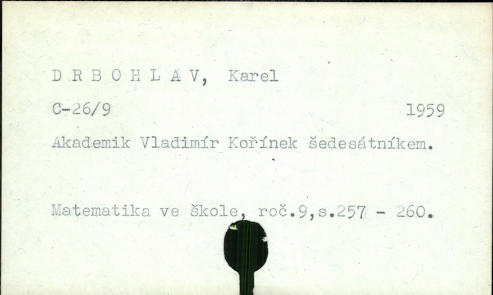 D R B O H L A V, Karel
C-26/9 1959
Akademik Vladimír Kořínek šedesátníkem.
Matematika ve škole, roč.9,s.257 - 260.